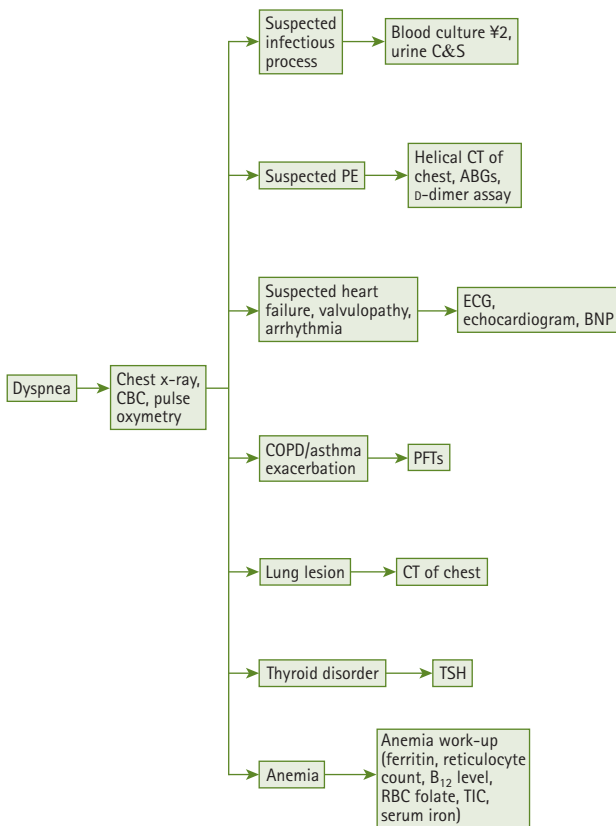 Dyspnea
Chest x-ray,
CBC, pulse
oxymetry
Suspected
infectious
process
Blood culture ¥2,
urine C&S
Suspected PE
Helical CT of
chest, ABGs,
D-dimer assay
Suspected heart
failure, valvulopathy,
arrhythmia
ECG,
echocardiogram, BNP
COPD/asthma
exacerbation
PFTs
Lung lesion
CT of chest
Thyroid disorder
TSH
Anemia
Anemia work-up
(ferritin, reticulocyte
count, B₁₂ level,
RBC folate, TIC,
serum iron)